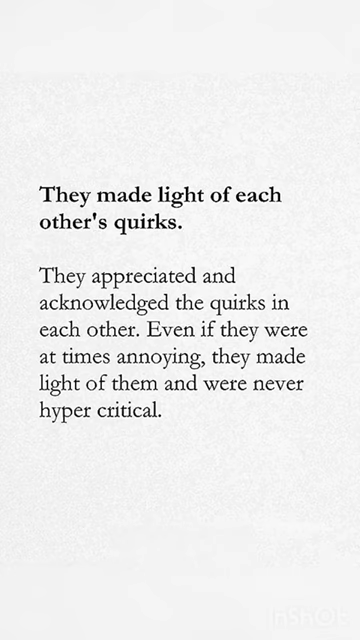 They made light of each
other's quirks.
They appreciated and
acknowledged the quirks in
each other. Even if they were
at times annoying, they made
light of them and were never
hyper critical.
InShOt